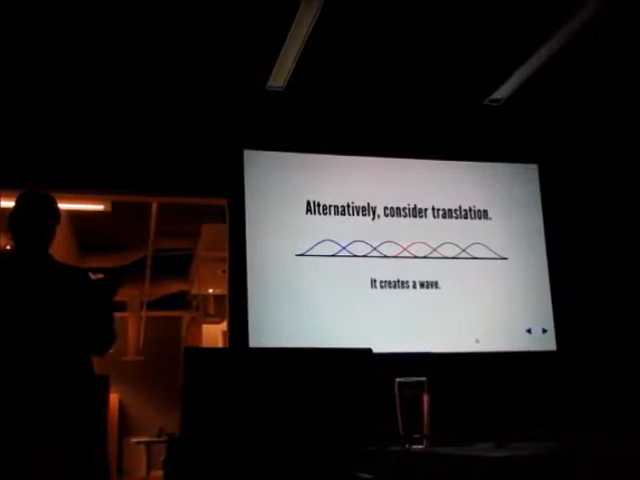 Alternatively, consider translation.
It creates a wave.